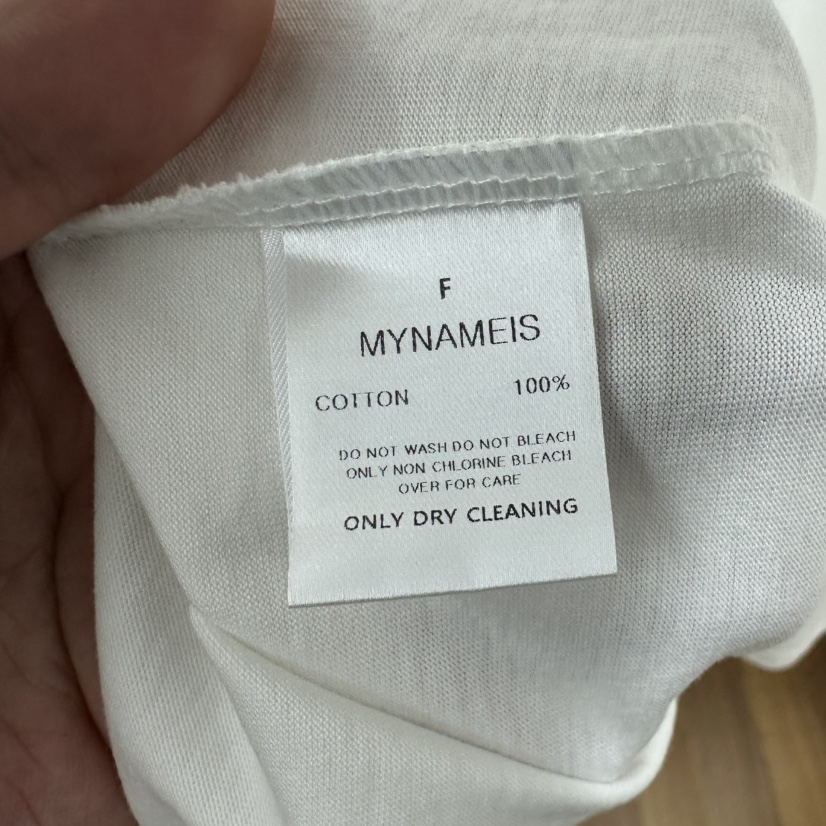 F
MYNAMEIS
COTTON 100%
DO NOT WASH DO NOT BLEACH
ONLY NON CHLORINE BLEACH
OVER FOR CARE
ONLY DRY CLEANING